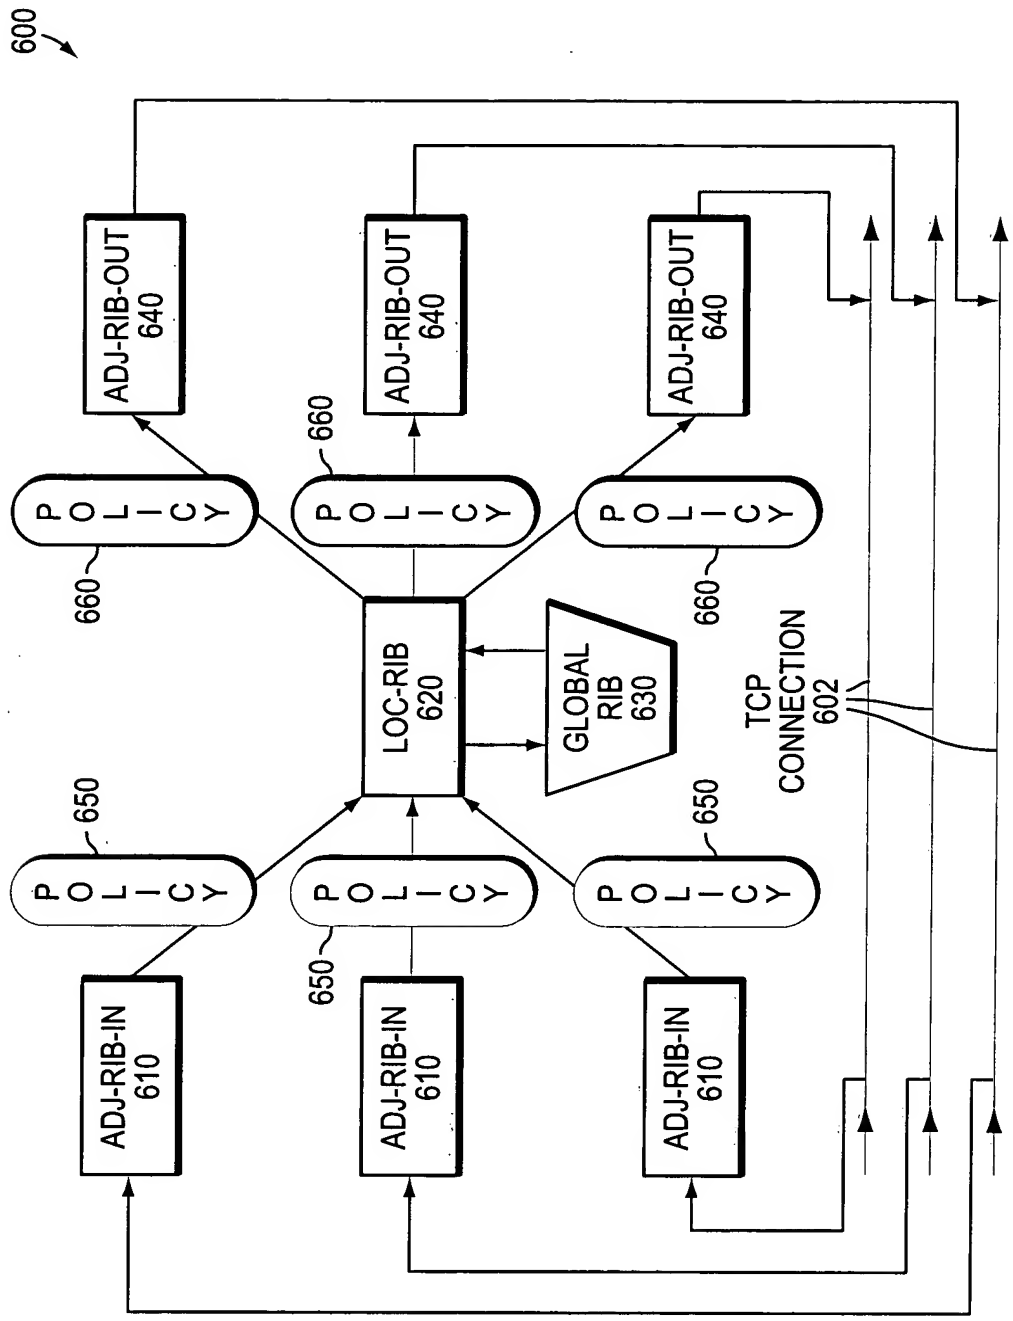 600
ADJ-RIB-IN
610
ADJ-RIB-IN
610
ADJ-RIB-IN
610
650
POLICY
650
POLICY
650
POLICY
LOC-RIB
620
GLOBAL
RIB
630
660
POLICY
660
POLICY
660
POLICY
ADJ-RIB-OUT
640
ADJ-RIB-OUT
640
ADJ-RIB-OUT
640
TCP
CONNECTION
602